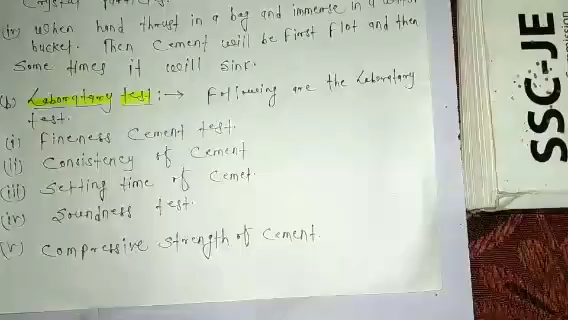 (iv) when hand thrust in a bag and immerse in a
bucket. Then Cement will be First Flot and then
Some times it will Sink.
(b) Laboratary test :→ Following are the Laboratary
test.
(i) Fineness Cement test.
(ii) Consistency of Cement
(iii) Setting time of Cemet.
(iv) Soundness test.
(v) Compressive strength of Cement.
SSC-JE